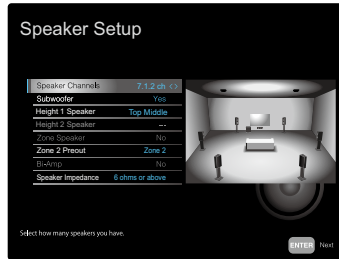 Speaker Setup
Speaker Channels 7.1.2 ch <>
Subwoofer Yes
Height 1 Speaker Top Middle
Height 2 Speaker ---
Zone Speaker No
Zone 2 Preout Zone 2
Bi-Amp No
Speaker Impedance 6 ohms or above
Select how many speakers you have.
ENTER Next